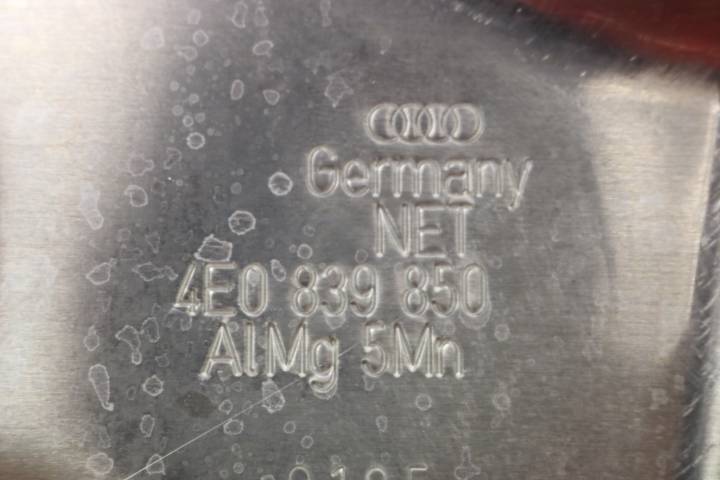 Germany
NET
4E0 839 850
AlMg 5Mn